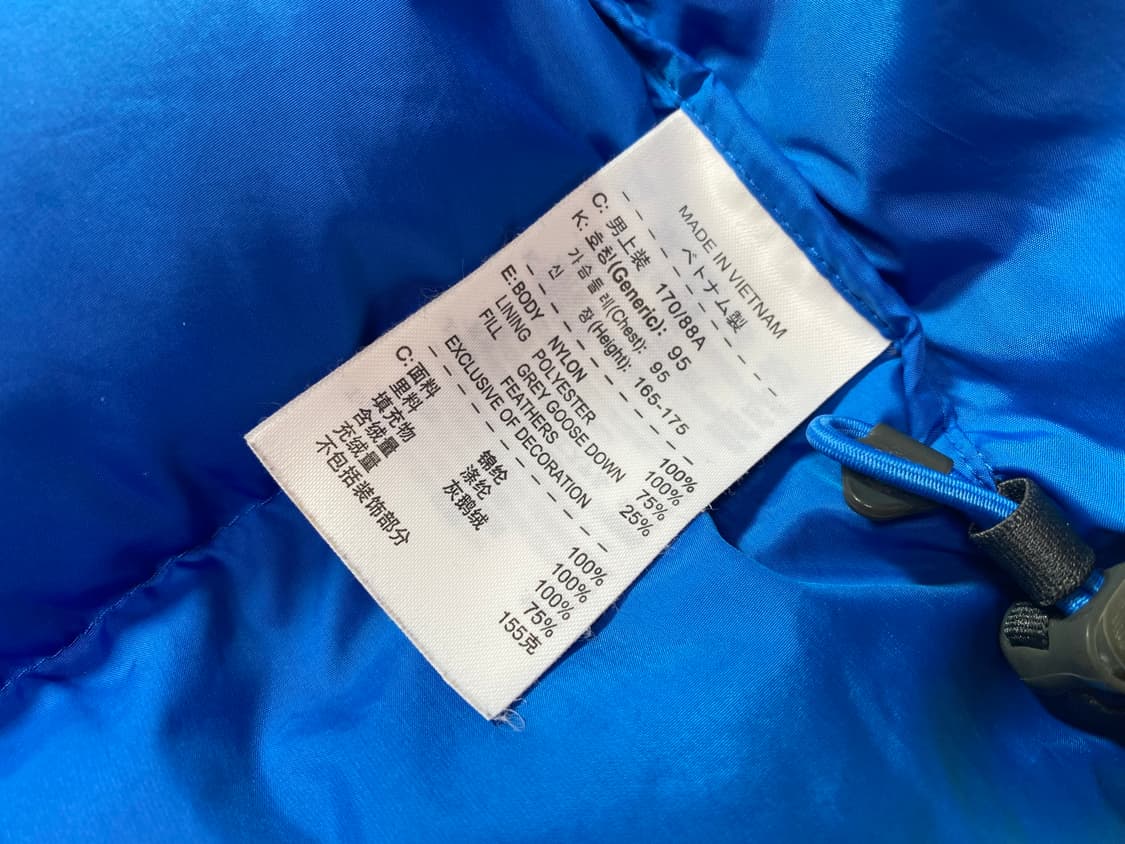 MADE IN VIETNAM
ベトナム製
C: 男上装 170/88A
K: 호칭(Generic): 95
가슴둘레(Chest): 95
신 장(Height): 165-175
E: BODY NYLON 100%
LINING POLYESTER 100%
FILL GREY GOOSE DOWN 75%
FEATHERS 25%
EXCLUSIVE OF DECORATION
C: 面料 锦纶 100%
里料 涤纶 100%
填充物 灰鹅绒 100%
含绒量 75%
充绒量 155克
不包括装饰部分